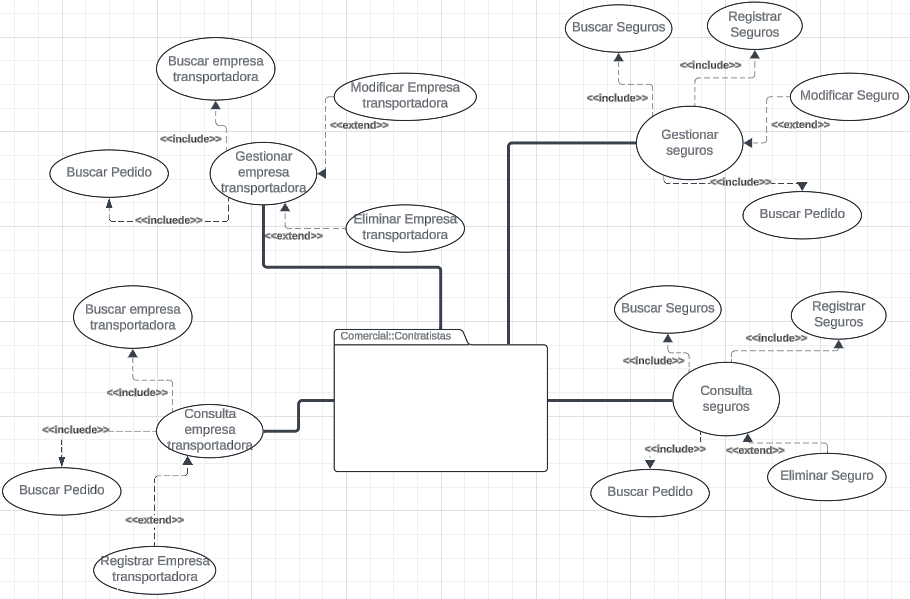 Buscar empresa
transportadora
Modificar Empresa
transportadora
<<extend>>
<<include>>
Gestionar
empresa
transportadora
Buscar Pedido
<<incluede>>
Eliminar Empresa
transportadora
<<extend>>
Buscar Seguros
Registrar
Seguros
<<include>>
<<include>>
Modificar Seguro
<<extend>>
Gestionar
seguros
<<include>>
Buscar Pedido
Buscar empresa
transportadora
<<include>>
Consulta
empresa
transportadora
<<incluede>>
Buscar Pedido
<<extend>>
Registrar Empresa
transportadora
Comercial::Contratistas
Buscar Seguros
Registrar
Seguros
<<include>>
<<include>>
Consulta
seguros
<<include>>
<<extend>>
Buscar Pedido
Eliminar Seguro